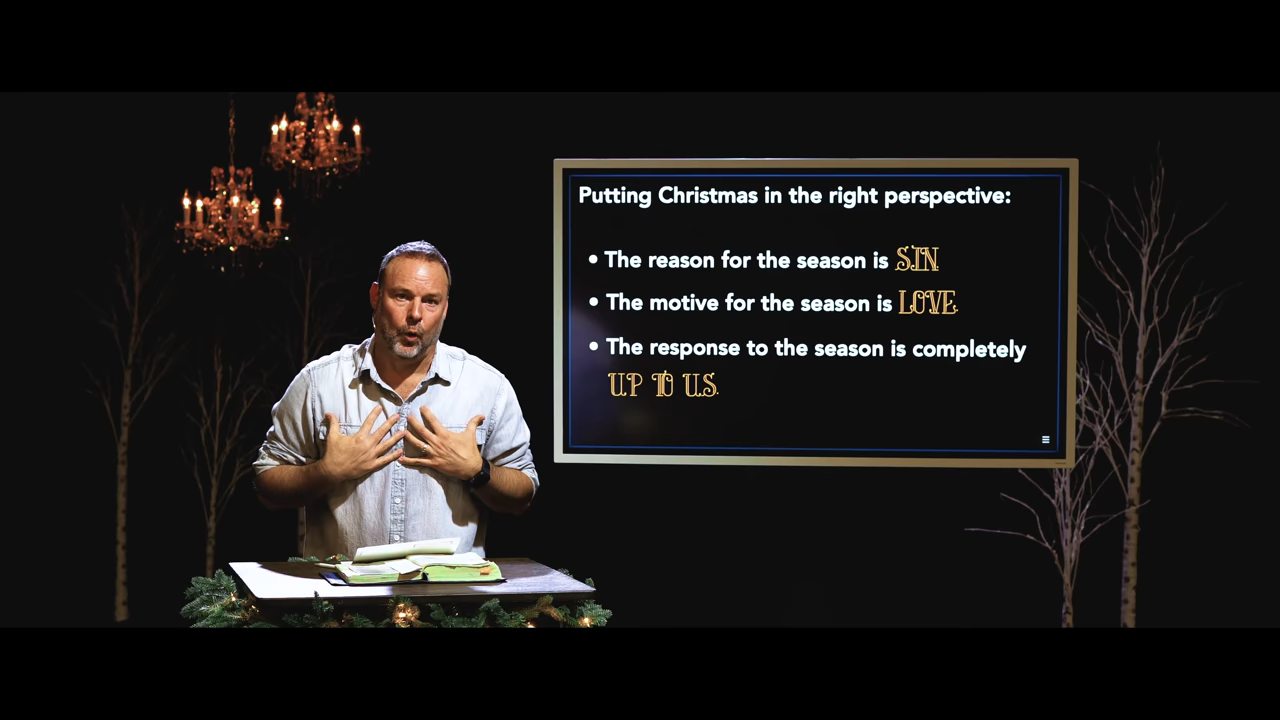 Putting Christmas in the right perspective:
• The reason for the season is SIN
• The motive for the season is LOVE
• The response to the season is completely
UP TO US.